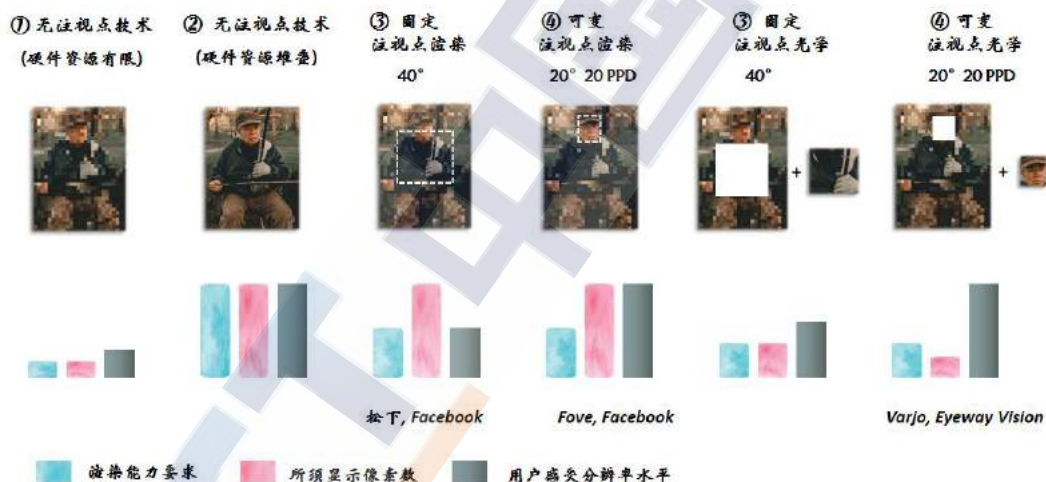 ① 无注视点技术
(硬件资源有限)
② 无注视点技术
(硬件资源堆叠)
③ 固定
注视点渲染
40°
④ 可变
注视点渲染
20° 20 PPD
③ 固定
注视点光学
40°
④ 可变
注视点光学
20° 20 PPD
+
+
松下, Facebook
Fove, Facebook
Varjo, Eyeway Vision
渲染能力要求
所须显示像素数
用户感受分辨率水平